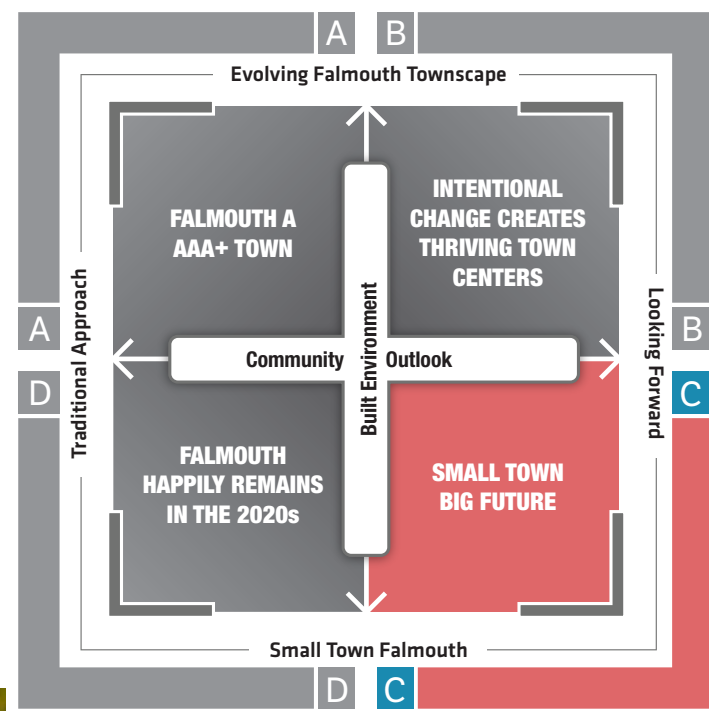 A B
Evolving Falmouth Townscape
FALMOUTH A
AAA+ TOWN
INTENTIONAL
CHANGE CREATES
THRIVING TOWN
CENTERS
Traditional Approach
Looking Forward
A
B
Community Outlook
Built Environment
D
C
FALMOUTH
HAPPILY REMAINS
IN THE 2020s
SMALL TOWN
BIG FUTURE
Small Town Falmouth
D C